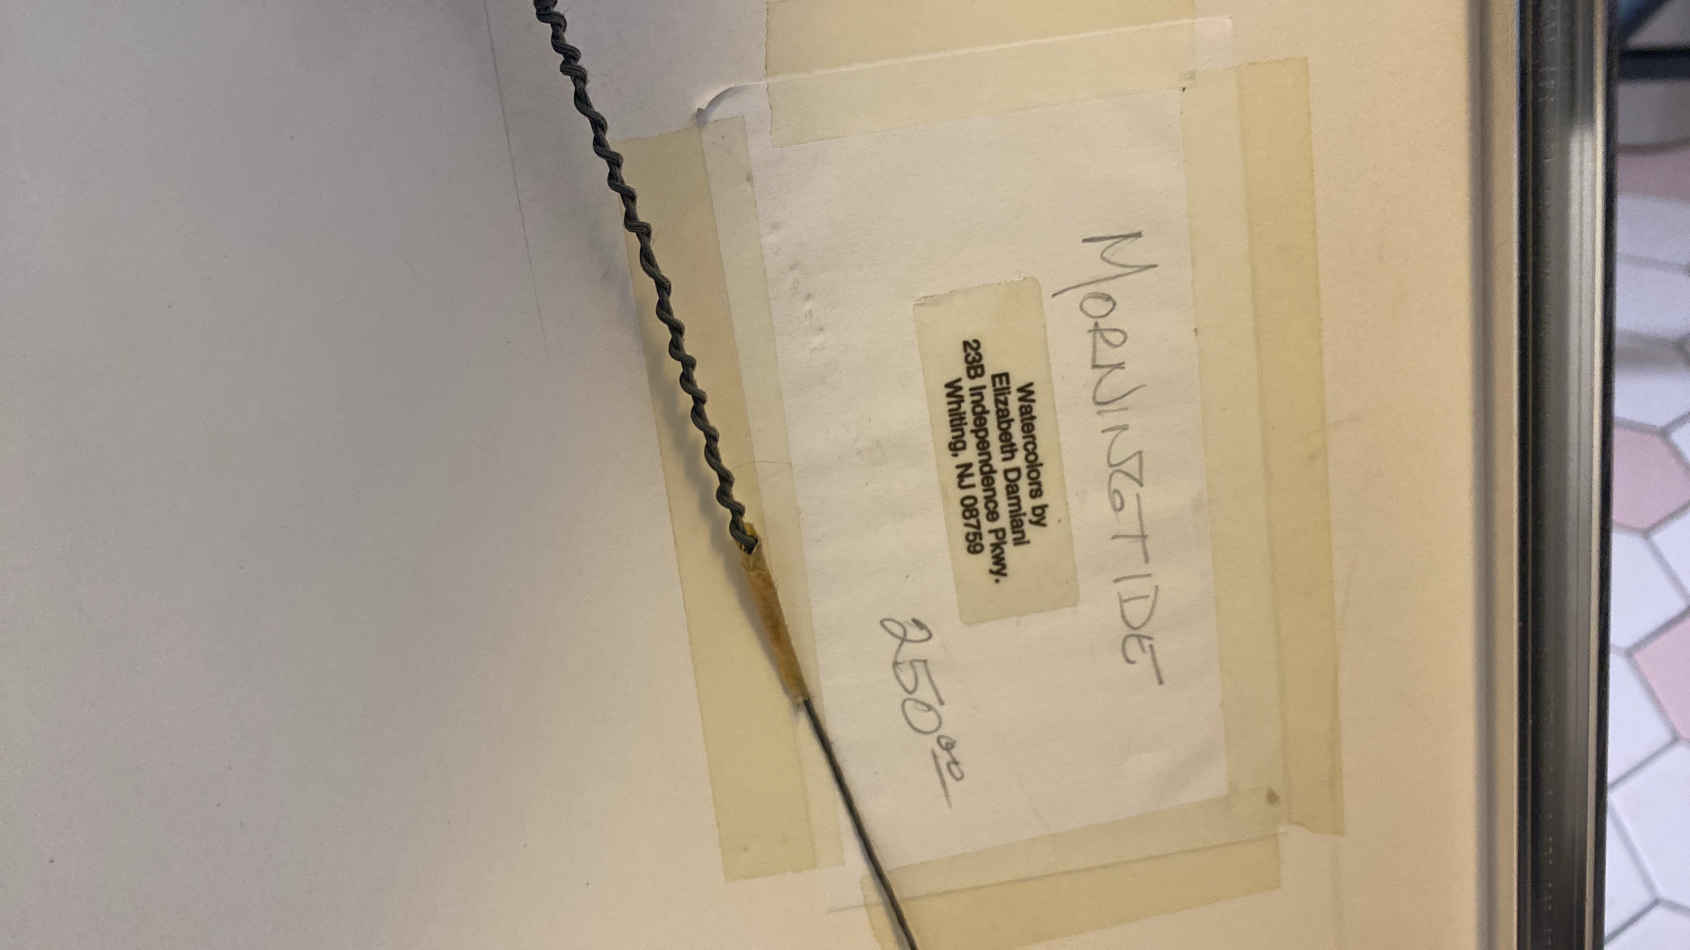 MORNINGTIDE
Watercolors by
Elizabeth Damiani
23B Independence Pkwy.
Whiting, NJ 08759
250 00